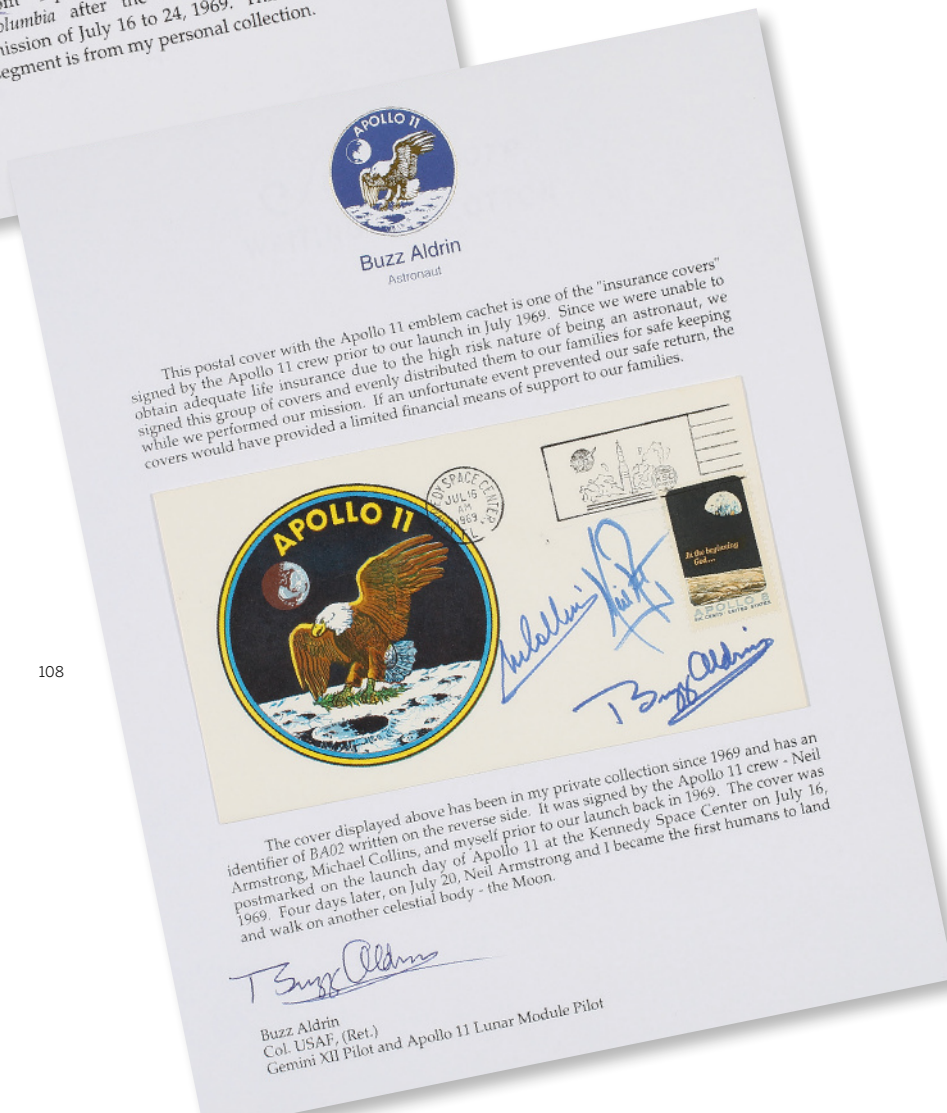 olumbia after the
mission of July 16 to 24, 1969.
segment is from my personal collection.
APOLLO 11
Buzz Aldrin
Astronaut
This postal cover with the Apollo 11 emblem cachet is one of the "insurance covers"
signed by the Apollo 11 crew prior to our launch in July 1969. Since we were unable to
obtain adequate life insurance due to the high risk nature of being an astronaut, we
signed this group of covers and evenly distributed them to our families for safe keeping
while we performed our mission. If an unfortunate event prevented our safe return, the
covers would have provided a limited financial means of support to our families.
EDY SPACE CENTER
JUL 16
AM
1969
FL
APOLLO 11
In the beginning
God...
APOLLO 8
SIX CENTS · UNITED STATES
MCollins
Neil
Buzz Aldrin
108
The cover displayed above has been in my private collection since 1969 and has an
identifier of BA02 written on the reverse side. It was signed by the Apollo 11 crew - Neil
Armstrong, Michael Collins, and myself prior to our launch back in 1969. The cover was
postmarked on the launch day of Apollo 11 at the Kennedy Space Center on July 16,
1969. Four days later, on July 20, Neil Armstrong and I became the first humans to land
and walk on another celestial body - the Moon.
Buzz Aldrin
Buzz Aldrin
Col. USAF, (Ret.)
Gemini XII Pilot and Apollo 11 Lunar Module Pilot